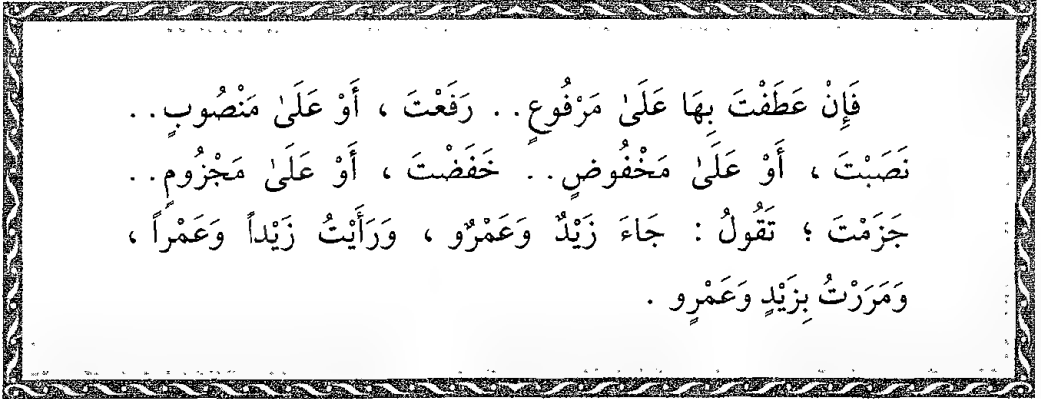 فَإِنْ عَطَفْتَ بِهَا عَلَىٰ مَرْفُوعٍ.. رَفَعْتَ ، أَوْ عَلَىٰ مَنْصُوبٍ..
نَصَبْتَ ، أَوْ عَلَىٰ مَخْفُوضٍ.. خَفَضْتَ ، أَوْ عَلَىٰ مَجْزُومٍ..
جَزَمْتَ ؛ تَقُولُ : جَاءَ زَيْدٌ وَعَمْرٌو ، وَرَأَيْتُ زَيْداً وَعَمْراً ،
وَمَرَرْتُ بِزَيْدٍ وَعَمْرٍو .